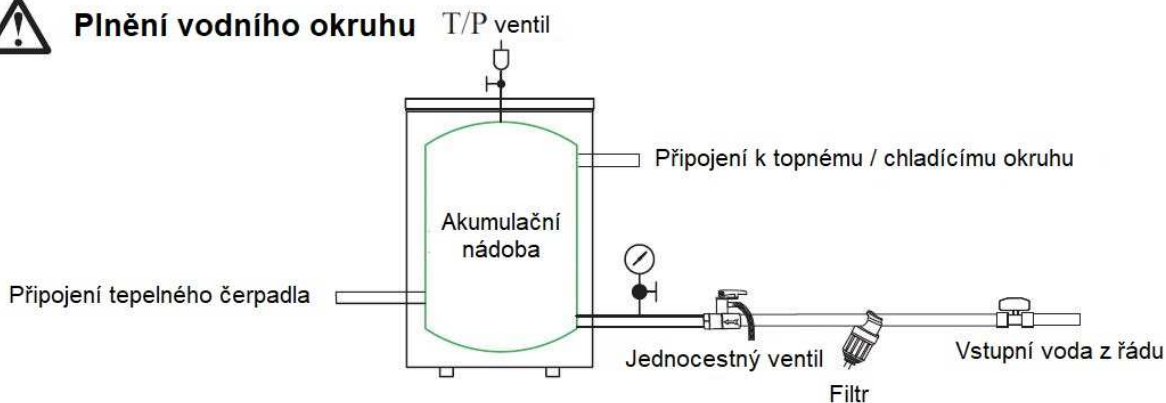 Plnění vodního okruhu
T/P ventil
Připojení k topnému / chladícímu okruhu
Akumulační
nádoba
Připojení tepelného čerpadla
Jednocestný ventil
Vstupní voda z řádu
Filtr